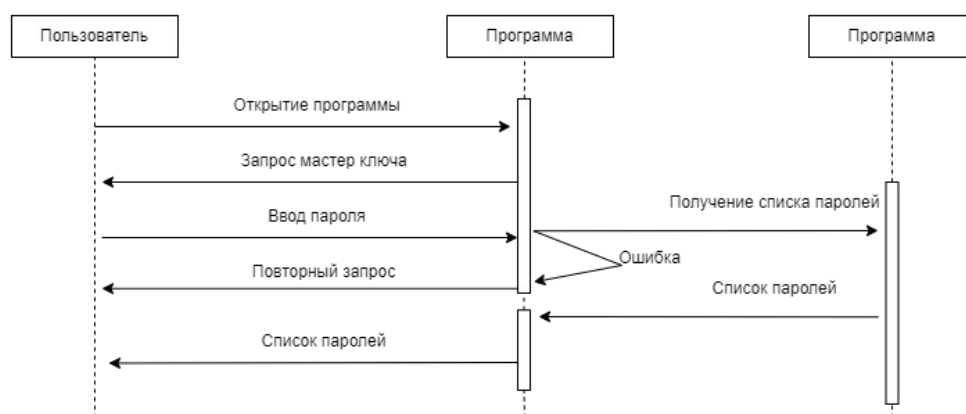 Пользователь
Программа
Программа
Открытие программы
Запрос мастер ключа
Ввод пароля
Получение списка паролей
Ошибка
Повторный запрос
Список паролей
Список паролей